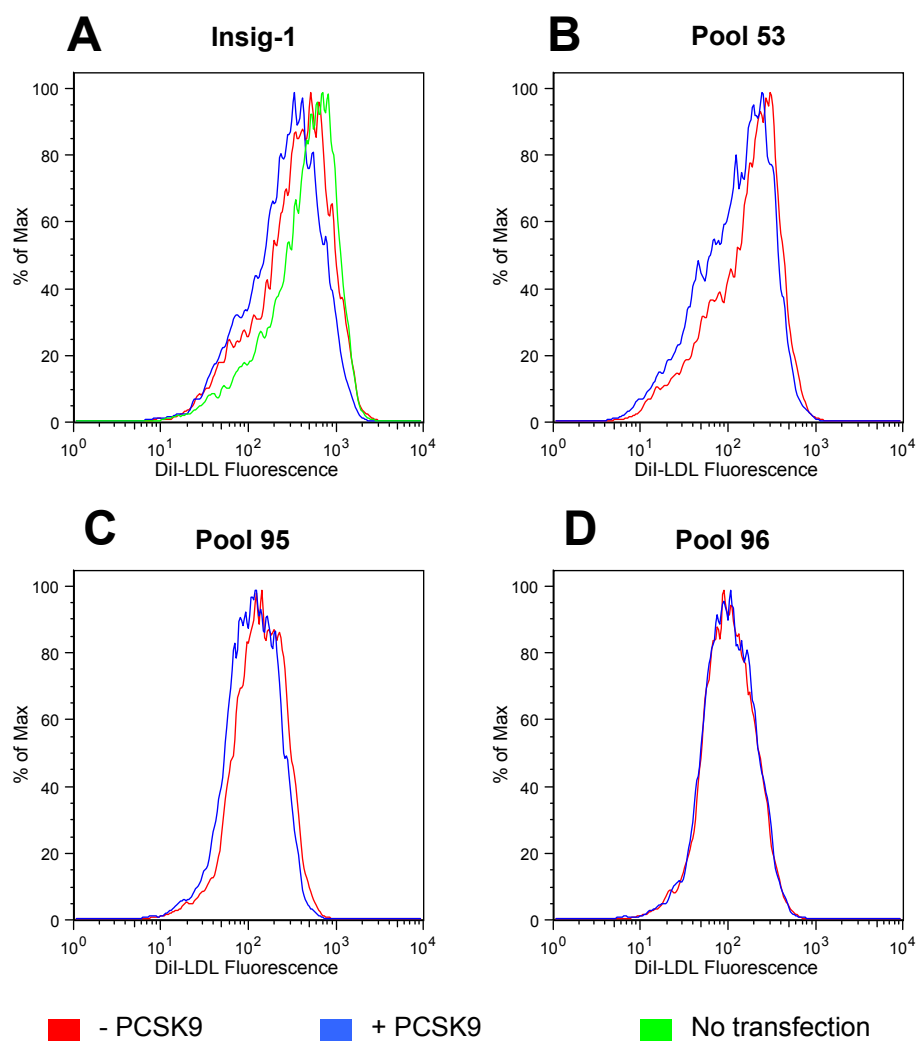 A Insig-1
B Pool 53
% of Max
100
80
60
40
20
0
10^0 10^1 10^2 10^3 10^4
DiI-LDL Fluorescence
% of Max
100
80
60
40
20
0
10^0 10^1 10^2 10^3 10^4
DiI-LDL Fluorescence
C Pool 95
D Pool 96
% of Max
100
80
60
40
20
0
10^0 10^1 10^2 10^3 10^4
DiI-LDL Fluorescence
% of Max
100
80
60
40
20
0
10^0 10^1 10^2 10^3 10^4
DiI-LDL Fluorescence
- PCSK9 + PCSK9 No transfection